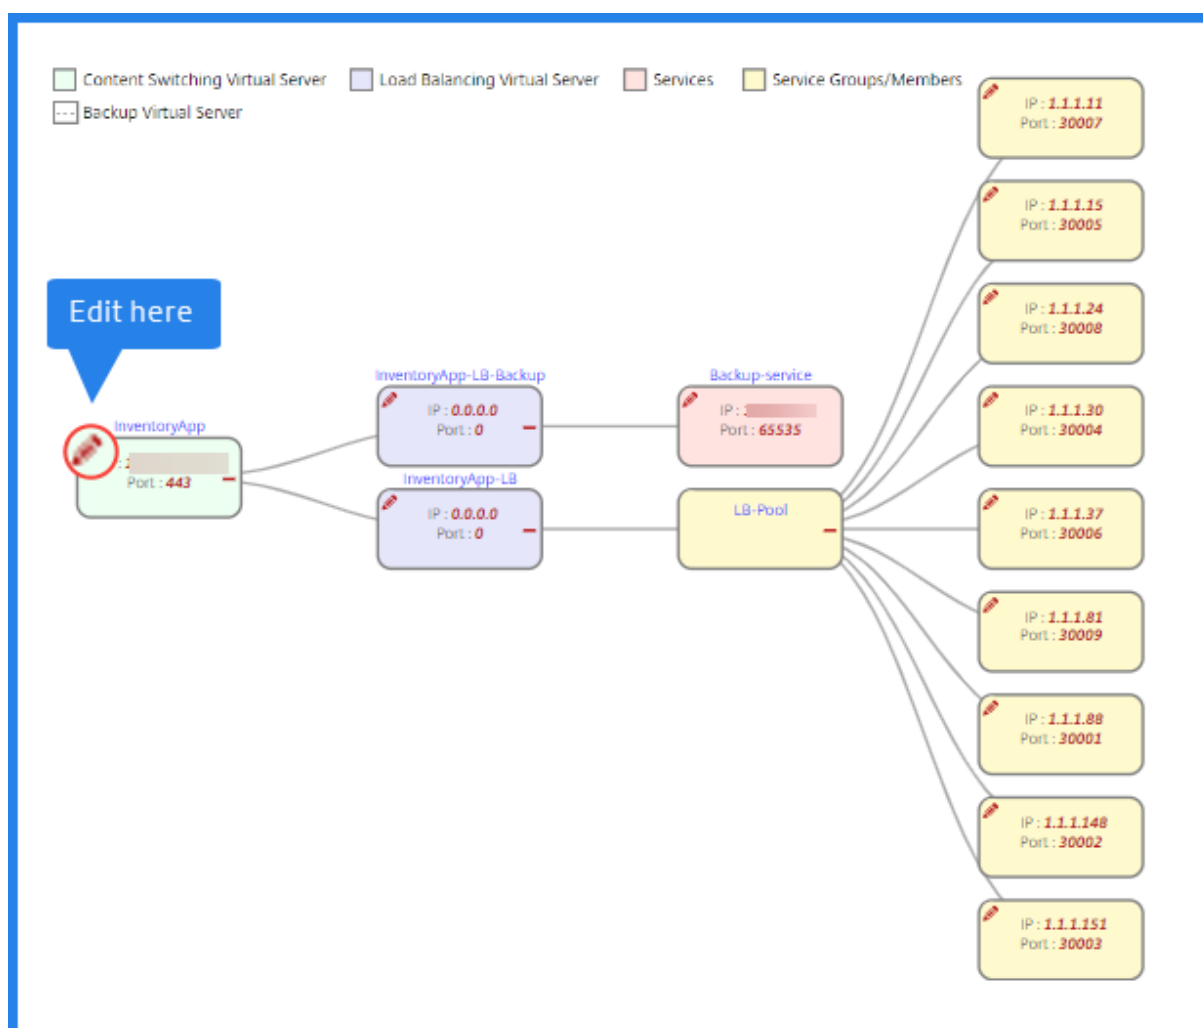 Content Switching Virtual Server
Load Balancing Virtual Server
Services
Service Groups/Members
Backup Virtual Server
Edit here
InventoryApp
Port : 443
InventoryApp-LB-Backup
IP : 0.0.0.0
Port : 0
InventoryApp-LB
IP : 0.0.0.0
Port : 0
Backup-service
IP :
Port : 65535
LB-Pool
IP : 1.1.1.11
Port : 30007
IP : 1.1.1.15
Port : 30005
IP : 1.1.1.24
Port : 30008
IP : 1.1.1.30
Port : 30004
IP : 1.1.1.37
Port : 30006
IP : 1.1.1.81
Port : 30009
IP : 1.1.1.88
Port : 30001
IP : 1.1.1.148
Port : 30002
IP : 1.1.1.151
Port : 30003